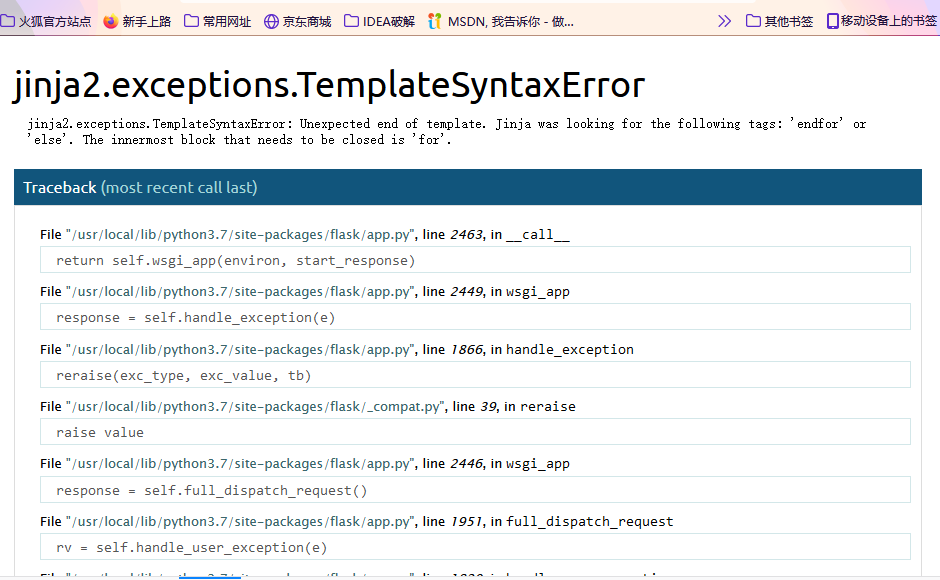 火狐官方站点 新手上路 常用网址 京东商城 IDEA破解 MSDN, 我告诉你 - 做... 其他书签 移动设备上的书签
jinja2.exceptions.TemplateSyntaxError
jinja2.exceptions.TemplateSyntaxError: Unexpected end of template. Jinja was looking for the following tags: 'endfor' or
'else'. The innermost block that needs to be closed is 'for'.
Traceback (most recent call last)
File "/usr/local/lib/python3.7/site-packages/flask/app.py", line 2463, in __call__
return self.wsgi_app(environ, start_response)
File "/usr/local/lib/python3.7/site-packages/flask/app.py", line 2449, in wsgi_app
response = self.handle_exception(e)
File "/usr/local/lib/python3.7/site-packages/flask/app.py", line 1866, in handle_exception
reraise(exc_type, exc_value, tb)
File "/usr/local/lib/python3.7/site-packages/flask/_compat.py", line 39, in reraise
raise value
File "/usr/local/lib/python3.7/site-packages/flask/app.py", line 2446, in wsgi_app
response = self.full_dispatch_request()
File "/usr/local/lib/python3.7/site-packages/flask/app.py", line 1951, in full_dispatch_request
rv = self.handle_user_exception(e)